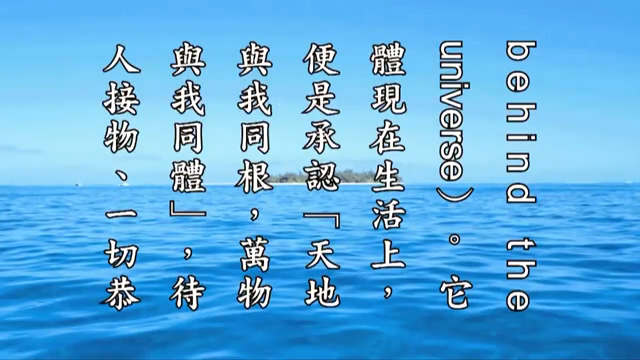 behind the
universe)。它
體現在生活上，
便是承認「天地
與我同根，萬物
與我同體」，待
人接物、一切恭